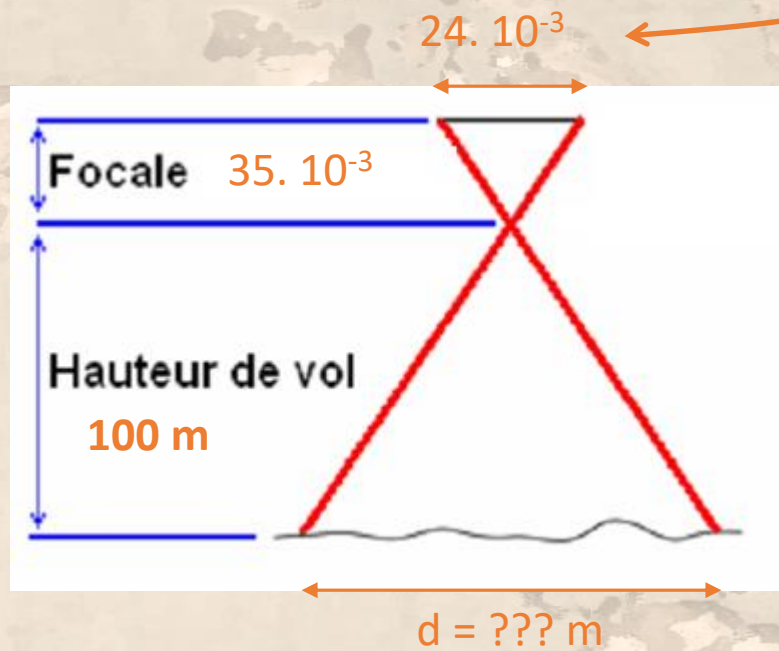 24. 10⁻³
Focale 35. 10⁻³
Hauteur de vol
100 m
d = ??? m